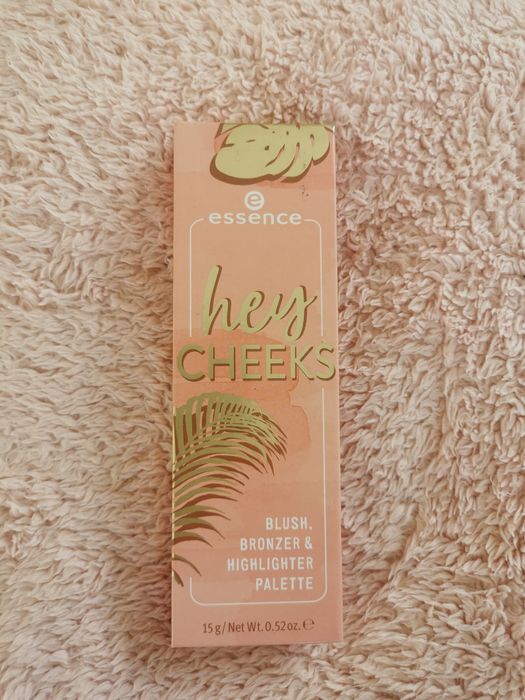 e
essence
hey
CHEEKS
BLUSH,
BRONZER &
HIGHLIGHTER
PALETTE
15 g / Net Wt. 0.52 oz. ℮